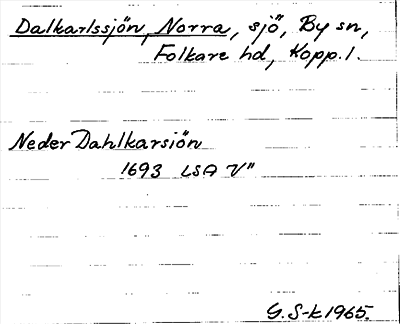 Dalkarlssjön, Norra, sjö, By sn,
Folkare hd, Kopp. l.
Neder Dahlkarsiön
1693 LSA V"
G. S-k 1965.